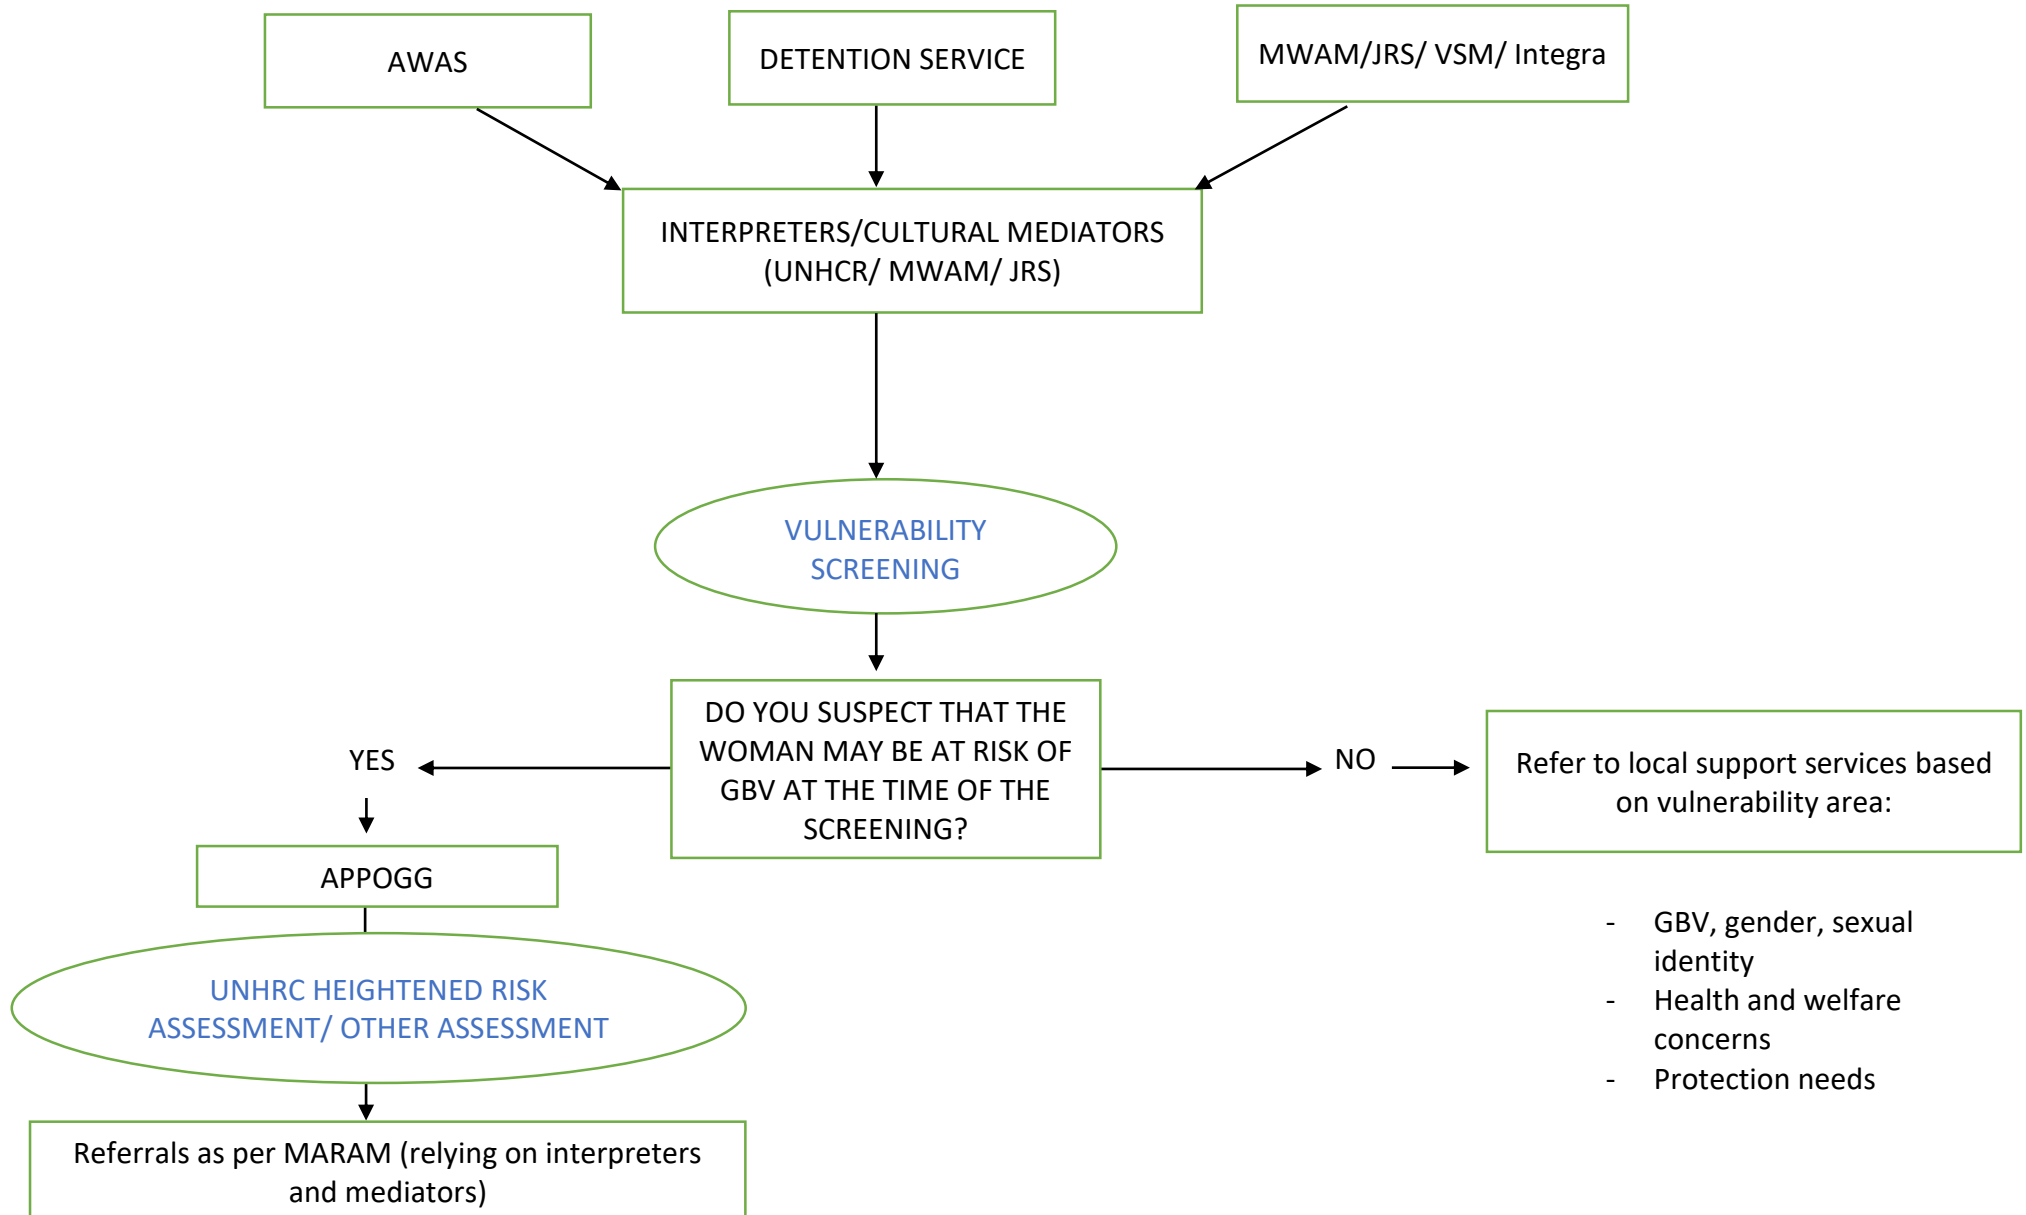 AWAS
DETENTION SERVICE
MWAM/JRS/ VSM/ Integra
INTERPRETERS/CULTURAL MEDIATORS
(UNHCR/ MWAM/ JRS)
VULNERABILITY
SCREENING
DO YOU SUSPECT THAT THE
WOMAN MAY BE AT RISK OF
GBV AT THE TIME OF THE
SCREENING?
YES
NO
Refer to local support services based
on vulnerability area:
- GBV, gender, sexual
identity
- Health and welfare
concerns
- Protection needs
APPOGG
UNHRC HEIGHTENED RISK
ASSESSMENT/ OTHER ASSESSMENT
Referrals as per MARAM (relying on interpreters
and mediators)